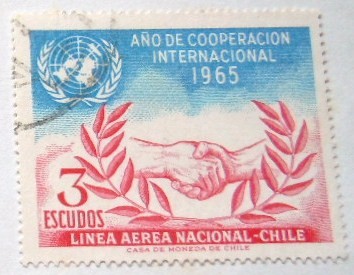 AÑO DE COOPERACION
INTERNACIONAL
1965
3
ESCUDOS
LINEA AEREA NACIONAL-CHILE
CASA DE MONEDA DE CHILE